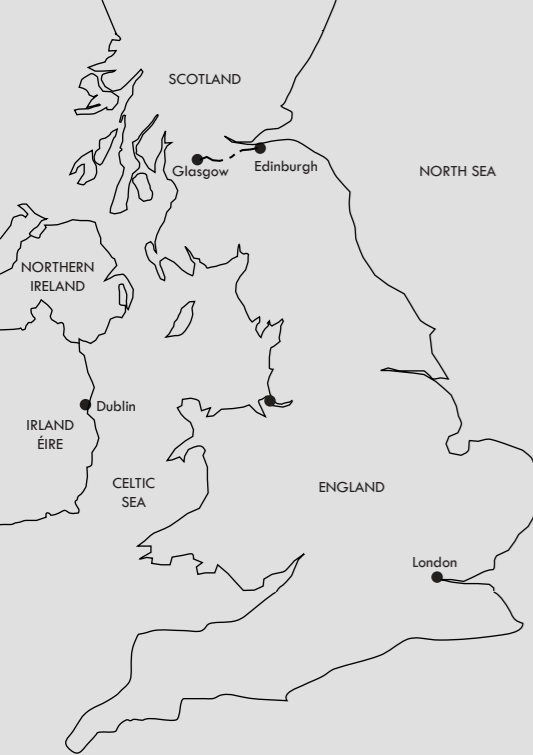 SCOTLAND
Glasgow
Edinburgh
NORTH SEA
NORTHERN
IRELAND
Dublin
IRLAND
ÉIRE
CELTIC
SEA
ENGLAND
London